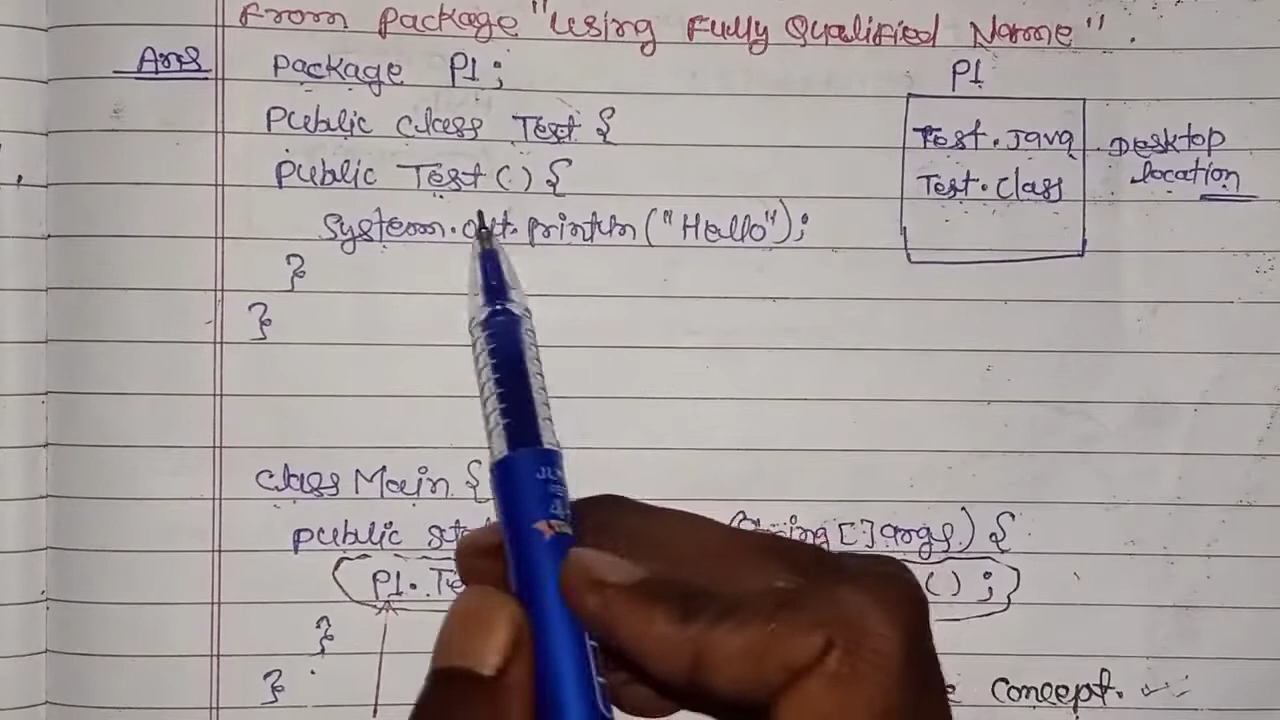 From package "using Fully Qualified Name".
Ans package P1; P1
Public class Test { Test.Java Desktop
public Test() { Test.class location
System.out.println("Hello");
}
}
class Main {
public String[]args) {
P1. ();
}
} concept.